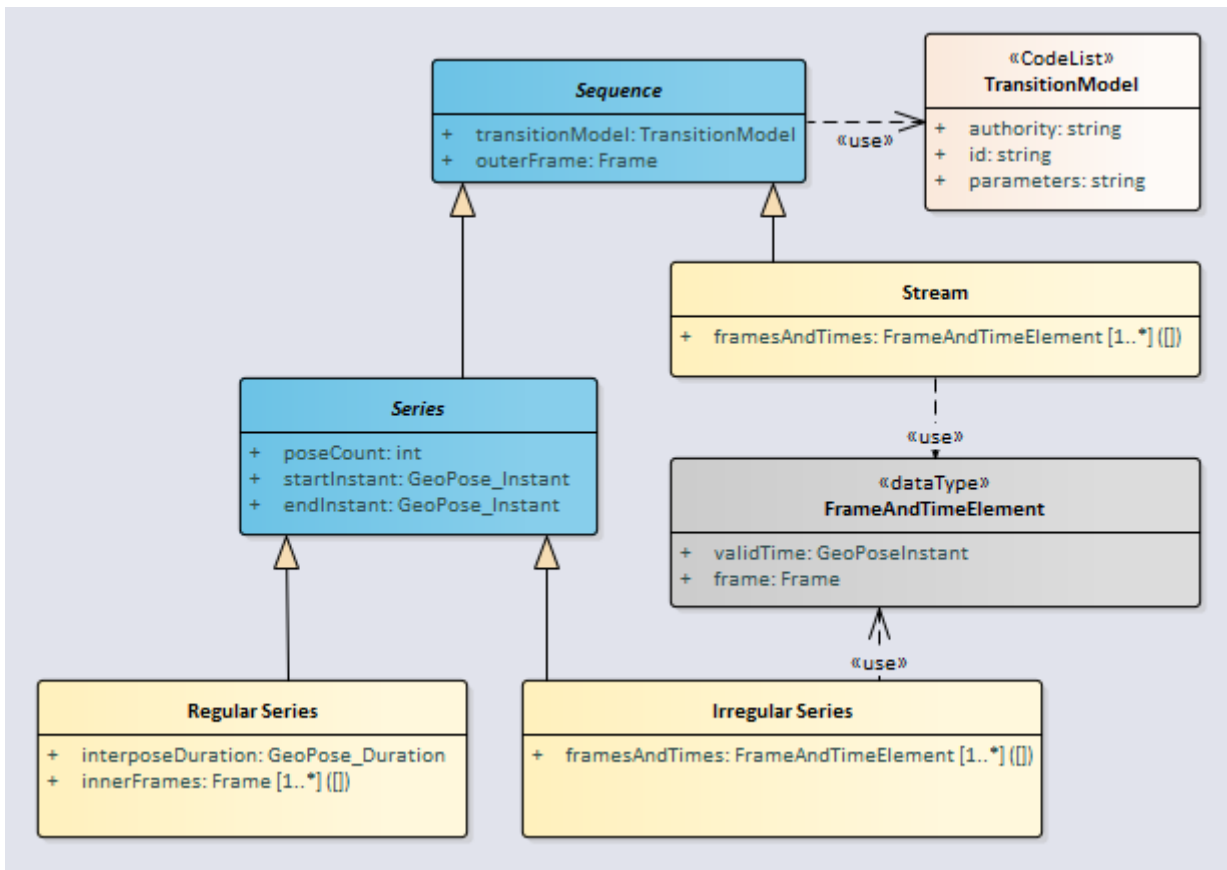 Sequence
+ transitionModel: TransitionModel
+ outerFrame: Frame
«use»
«CodeList»
TransitionModel
+ authority: string
+ id: string
+ parameters: string
Stream
+ framesAndTimes: FrameAndTimeElement [1..*] ([])
«use»
Series
+ poseCount: int
+ startInstant: GeoPose_Instant
+ endInstant: GeoPose_Instant
«dataType»
FrameAndTimeElement
+ validTime: GeoPoseInstant
+ frame: Frame
«use»
Regular Series
+ interposeDuration: GeoPose_Duration
+ innerFrames: Frame [1..*] ([])
Irregular Series
+ framesAndTimes: FrameAndTimeElement [1..*] ([])